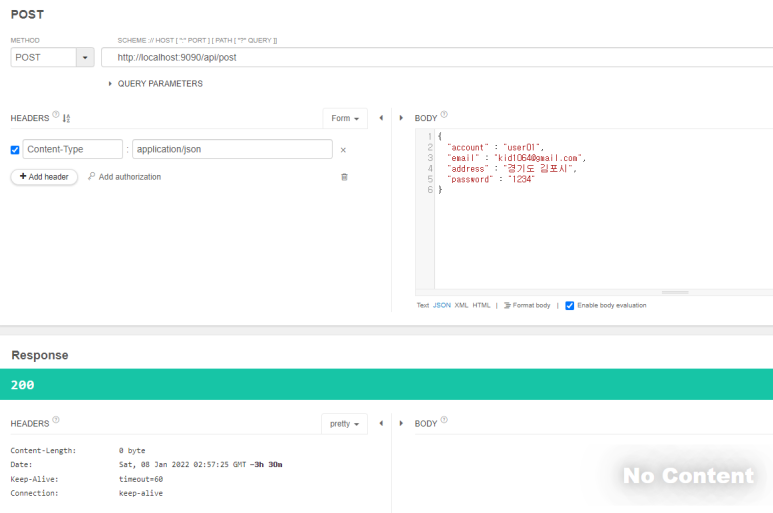 POST
METHOD
SCHEME :// HOST [ ":" PORT ] [ PATH [ "?" QUERY ]]
POST
http://localhost:9090/api/post
QUERY PARAMETERS
HEADERS
Form
BODY
Content-Type : application/json
+ Add header
Add authorization
1 {
2 "account" : "user01",
3 "email" : "kid1064@gmail.com",
4 "address" : "경기도 김포시",
5 "password" : "1234"
6 }
Text JSON XML HTML | Format body | Enable body evaluation
Response
200
HEADERS
pretty
BODY
Content-Length: 0 byte
Date: Sat, 08 Jan 2022 02:57:25 GMT -3h 30m
Keep-Alive: timeout=60
Connection: keep-alive
No Content